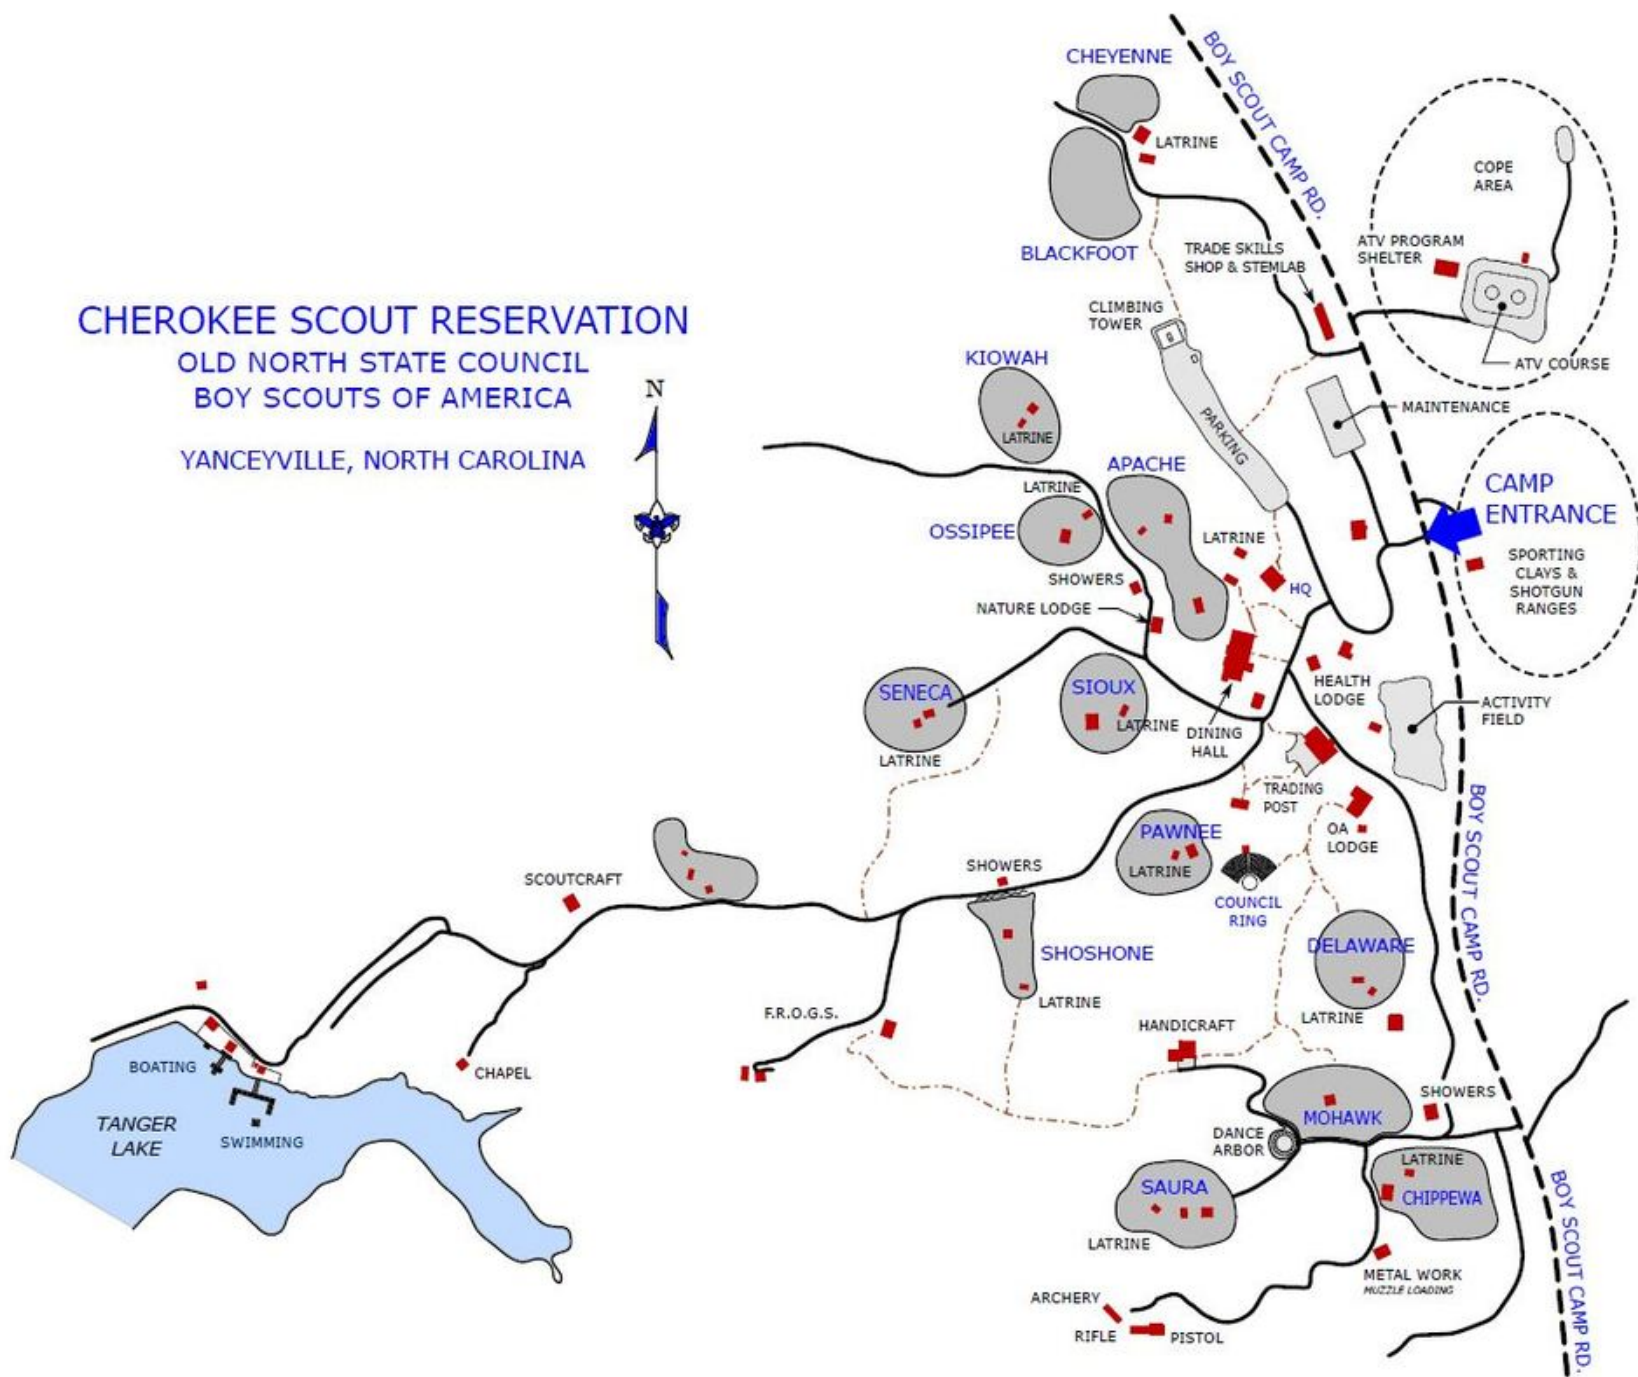 CHEROKEE SCOUT RESERVATION
OLD NORTH STATE COUNCIL
BOY SCOUTS OF AMERICA
YANCEYVILLE, NORTH CAROLINA
N
CHEYENNE
LATRINE
BLACKFOOT
BOY SCOUT CAMP RD.
COPE
AREA
ATV PROGRAM
SHELTER
ATV COURSE
TRADE SKILLS
SHOP & STEMLAB
CLIMBING
TOWER
PARKING
MAINTENANCE
KIOWAH
LATRINE
APACHE
LATRINE
OSSIPEE
SHOWERS
NATURE LODGE
LATRINE
HQ
CAMP
ENTRANCE
SPORTING
CLAYS &
SHOTGUN
RANGES
HEALTH
LODGE
ACTIVITY
FIELD
SENECA
LATRINE
SIOUX
LATRINE
DINING
HALL
TRADING
POST
OA
LODGE
BOY SCOUT CAMP RD.
PAWNEE
LATRINE
COUNCIL
RING
SHOWERS
SCOUTCRAFT
SHOSHONE
LATRINE
DELAWARE
LATRINE
F.R.O.G.S.
HANDICRAFT
CHAPEL
BOATING
TANGER
LAKE
SWIMMING
MOHAWK
SHOWERS
DANCE
ARBOR
SAURA
LATRINE
LATRINE
CHIPPEWA
METAL WORK
MUZZLE LOADING
ARCHERY
RIFLE
PISTOL
BOY SCOUT CAMP RD.